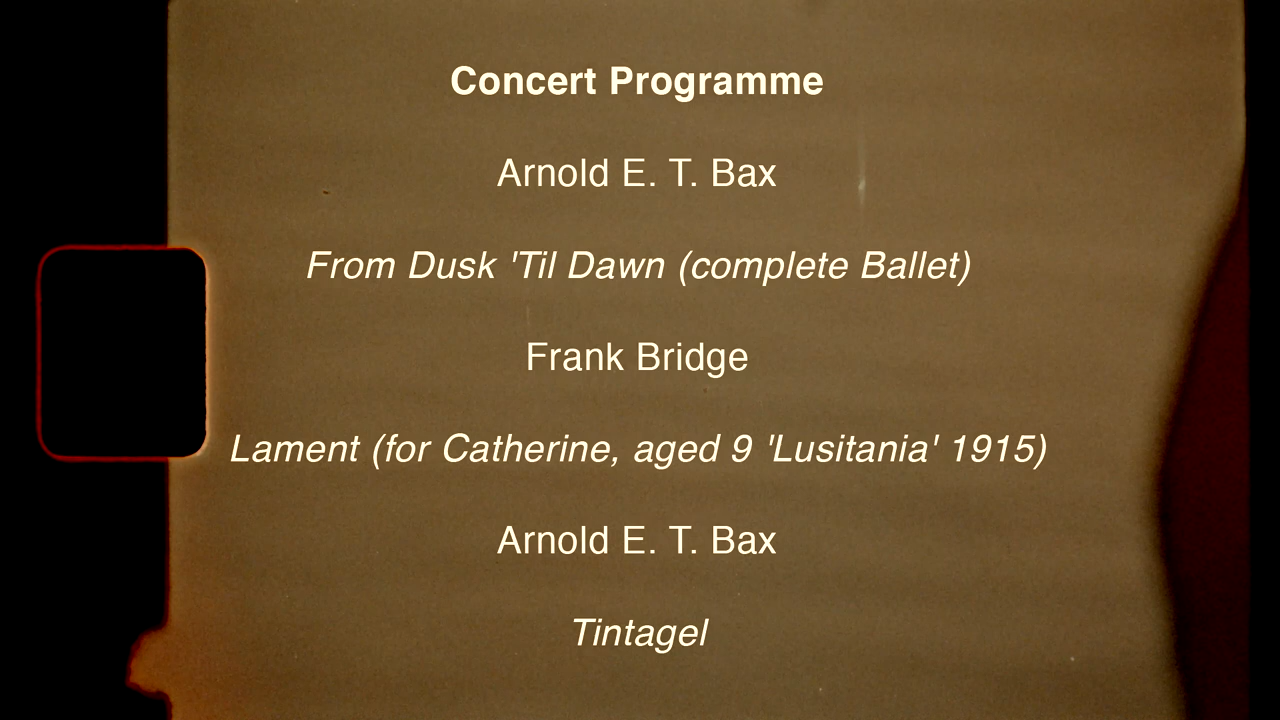 Concert Programme
Arnold E. T. Bax
From Dusk 'Til Dawn (complete Ballet)
Frank Bridge
Lament (for Catherine, aged 9 'Lusitania' 1915)
Arnold E. T. Bax
Tintagel